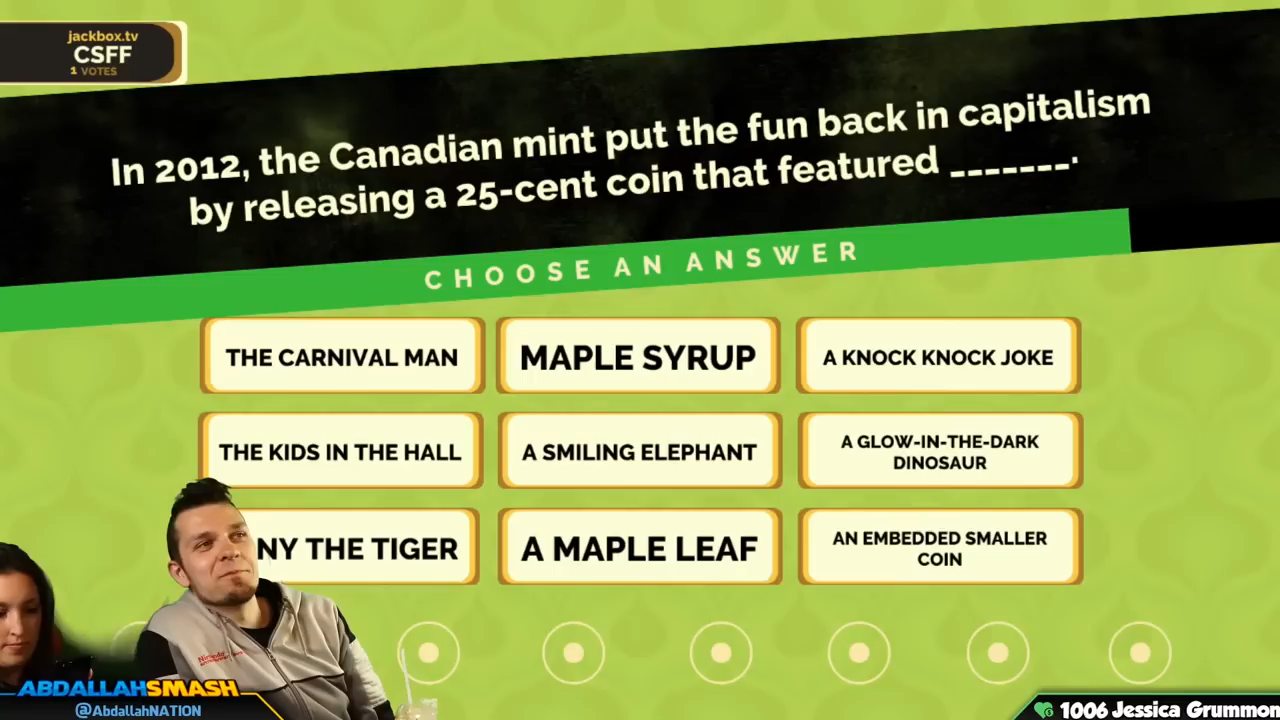 jackbox.tv
CSFF
1 VOTES
In 2012, the Canadian mint put the fun back in capitalism
by releasing a 25-cent coin that featured _______.
CHOOSE AN ANSWER
THE CARNIVAL MAN
MAPLE SYRUP
A KNOCK KNOCK JOKE
THE KIDS IN THE HALL
A SMILING ELEPHANT
A GLOW-IN-THE-DARK
DINOSAUR
NY THE TIGER
A MAPLE LEAF
AN EMBEDDED SMALLER
COIN
ABDALLAHSMASH
@AbdallahNATION
1006 Jessica Grummon